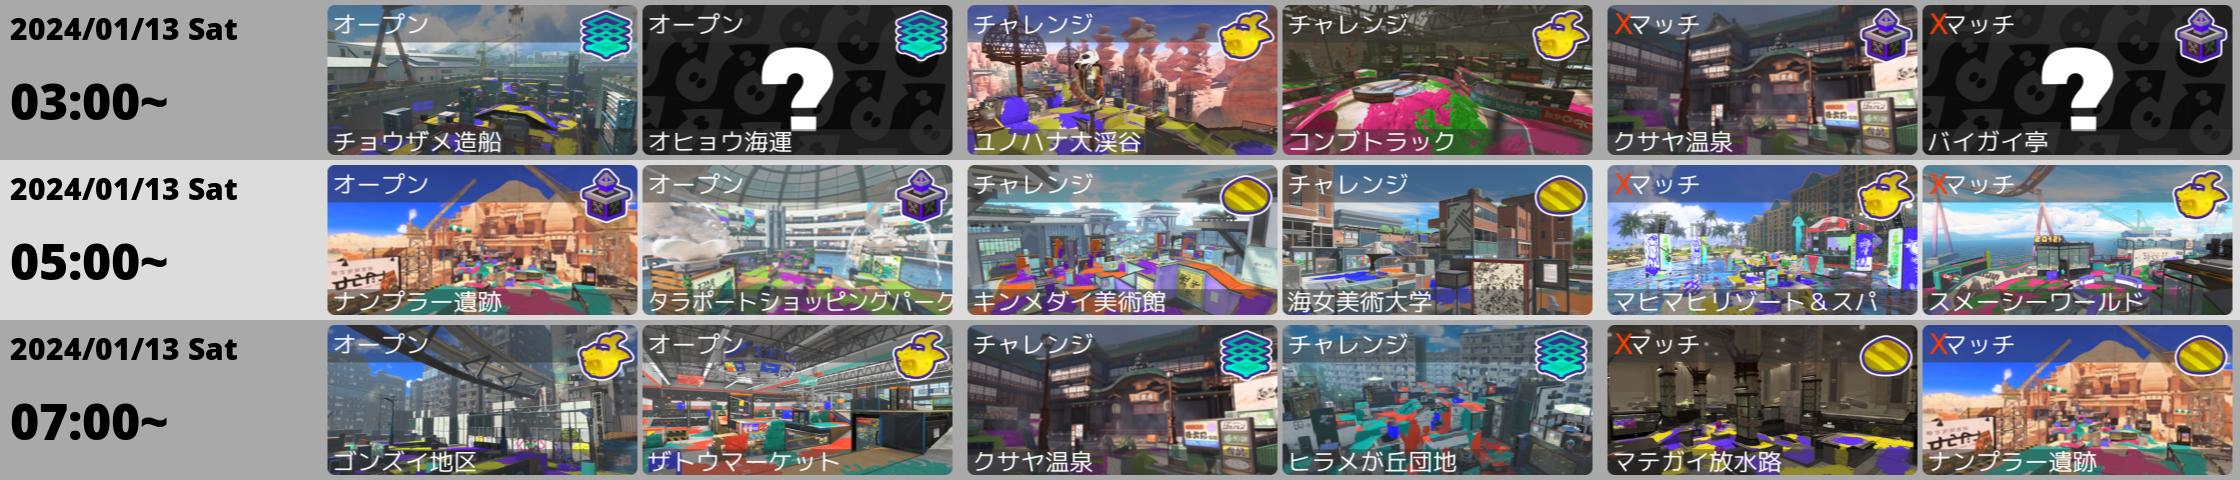 2024/01/13 Sat
03:00~
オープン
チョウザメ造船
オープン
オヒョウ海運
チャレンジ
ユノハナ大渓谷
チャレンジ
コンブトラック
Xマッチ
クサヤ温泉
Xマッチ
バイガイ亭
2024/01/13 Sat
05:00~
オープン
ナンプラー遺跡
オープン
タラポートショッピングパーク
チャレンジ
キンメダイ美術館
チャレンジ
海女美術大学
Xマッチ
マヒマヒリゾート&スパ
Xマッチ
スメーシーワールド
2024/01/13 Sat
07:00~
オープン
ゴンズイ地区
オープン
ザトウマーケット
チャレンジ
クサヤ温泉
チャレンジ
ヒラメが丘団地
Xマッチ
マテガイ放水路
Xマッチ
ナンプラー遺跡